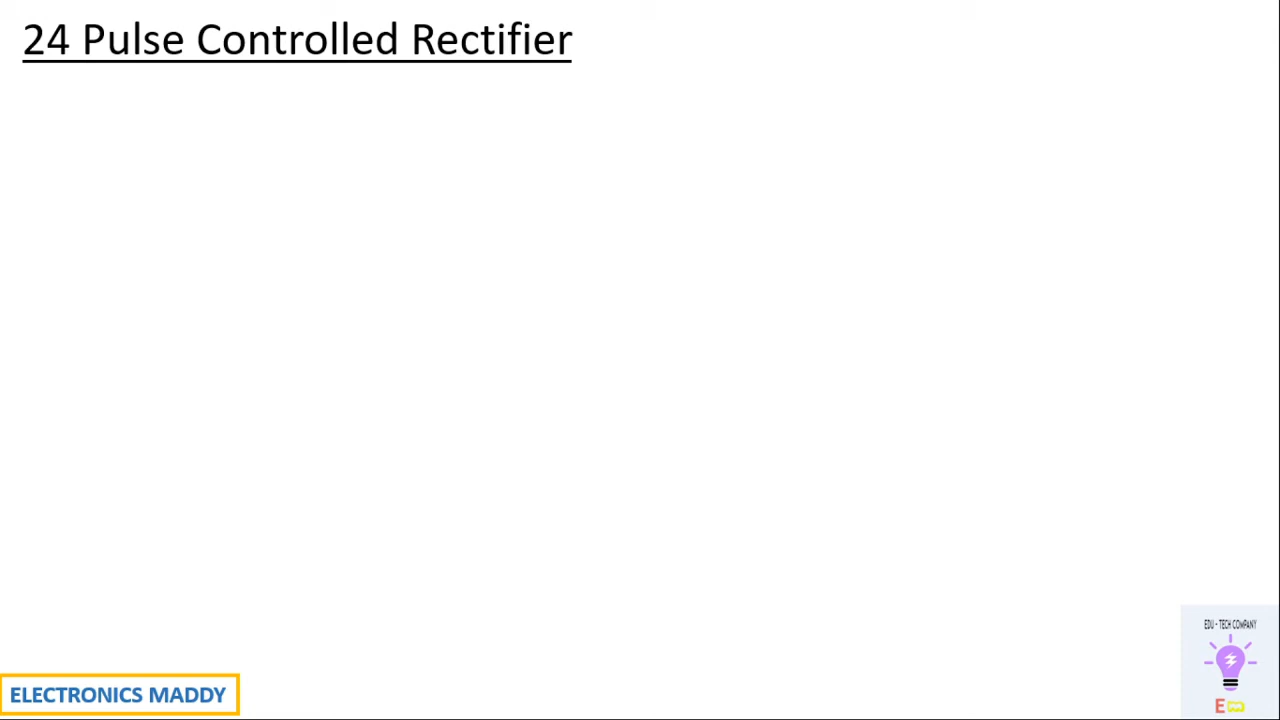 24 Pulse Controlled Rectifier
EDU - TECH COMPANY
ELECTRONICS MADDY